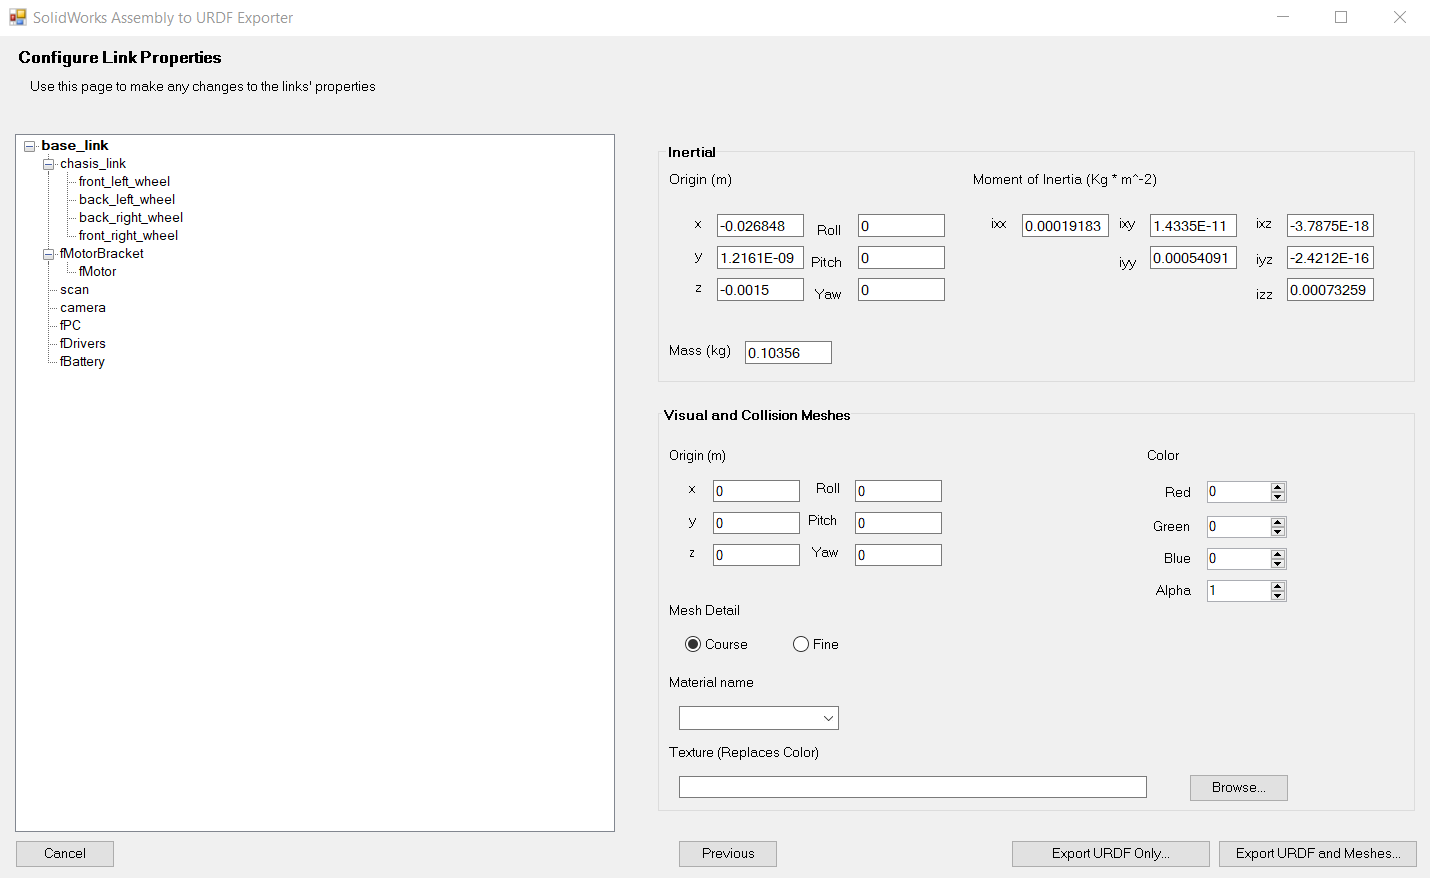 SolidWorks Assembly to URDF Exporter
Configure Link Properties
Use this page to make any changes to the links' properties
base_link
chasis_link
front_left_wheel
back_left_wheel
back_right_wheel
front_right_wheel
fMotorBracket
fMotor
scan
camera
fPC
fDrivers
fBattery
Inertial
Origin (m) Moment of Inertia (Kg * m^-2)
x -0.026848 Roll 0 ixx 0.00019183 ixy 1.4335E-11 ixz -3.7875E-18
y 1.2161E-09 Pitch 0 iyy 0.00054091 iyz -2.4212E-16
z -0.0015 Yaw 0 izz 0.00073259
Mass (kg) 0.10356
Visual and Collision Meshes
Origin (m) Color
x 0 Roll 0 Red 0
y 0 Pitch 0 Green 0
z 0 Yaw 0 Blue 0
Alpha 1
Mesh Detail
Course Fine
Material name
Texture (Replaces Color)
Browse...
Cancel Previous Export URDF Only... Export URDF and Meshes...